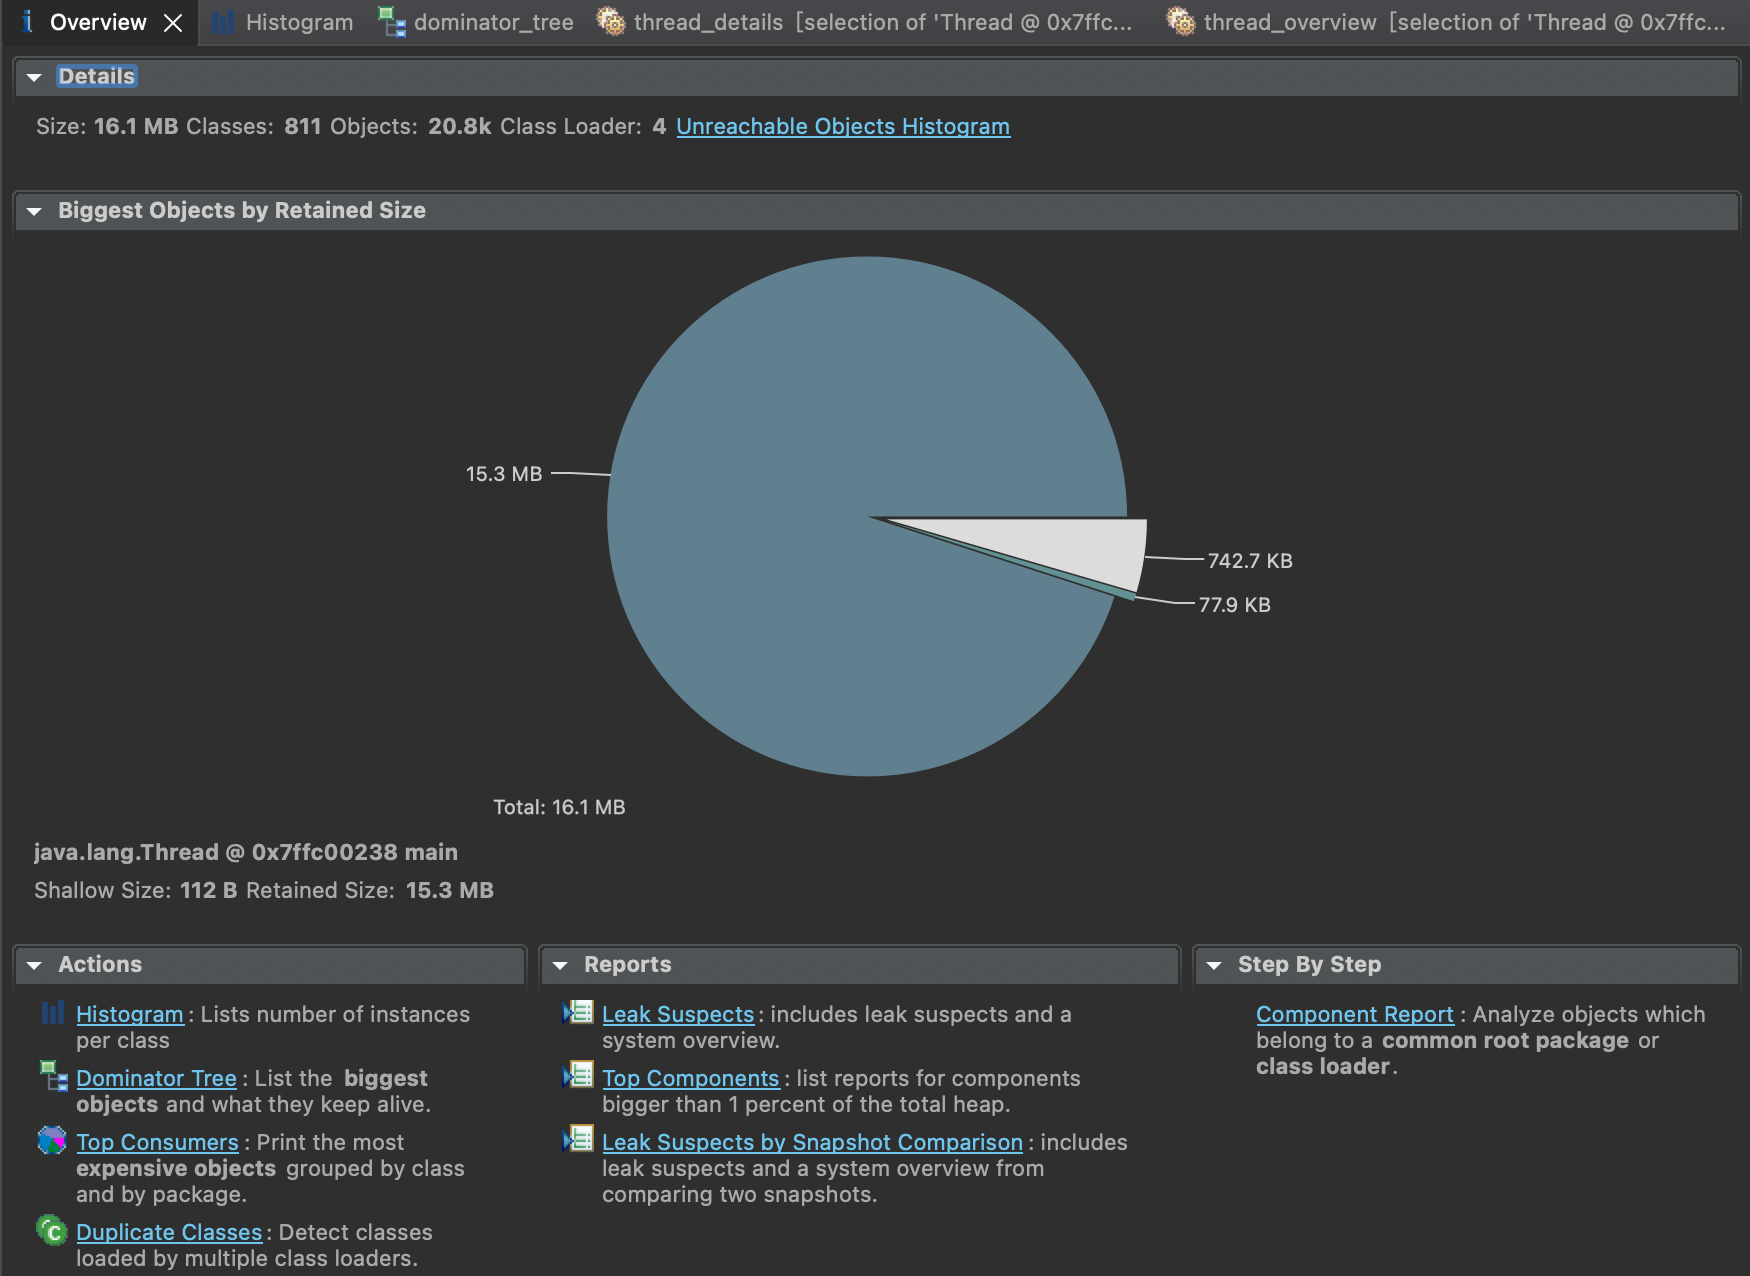 Overview
Histogram
dominator_tree
thread_details [selection of 'Thread @ 0x7ffc...
thread_overview [selection of 'Thread @ 0x7ffc...
Details
Size: 16.1 MB Classes: 811 Objects: 20.8k Class Loader: 4 Unreachable Objects Histogram
Biggest Objects by Retained Size
15.3 MB
742.7 KB
77.9 KB
Total: 16.1 MB
java.lang.Thread @ 0x7ffc00238 main
Shallow Size: 112 B Retained Size: 15.3 MB
Actions
Histogram: Lists number of instances
per class
Dominator Tree: List the biggest
objects and what they keep alive.
Top Consumers: Print the most
expensive objects grouped by class
and by package.
Duplicate Classes: Detect classes
loaded by multiple class loaders.
Reports
Leak Suspects: includes leak suspects and a
system overview.
Top Components: list reports for components
bigger than 1 percent of the total heap.
Leak Suspects by Snapshot Comparison: includes
leak suspects and a system overview from
comparing two snapshots.
Step By Step
Component Report: Analyze objects which
belong to a common root package or
class loader.